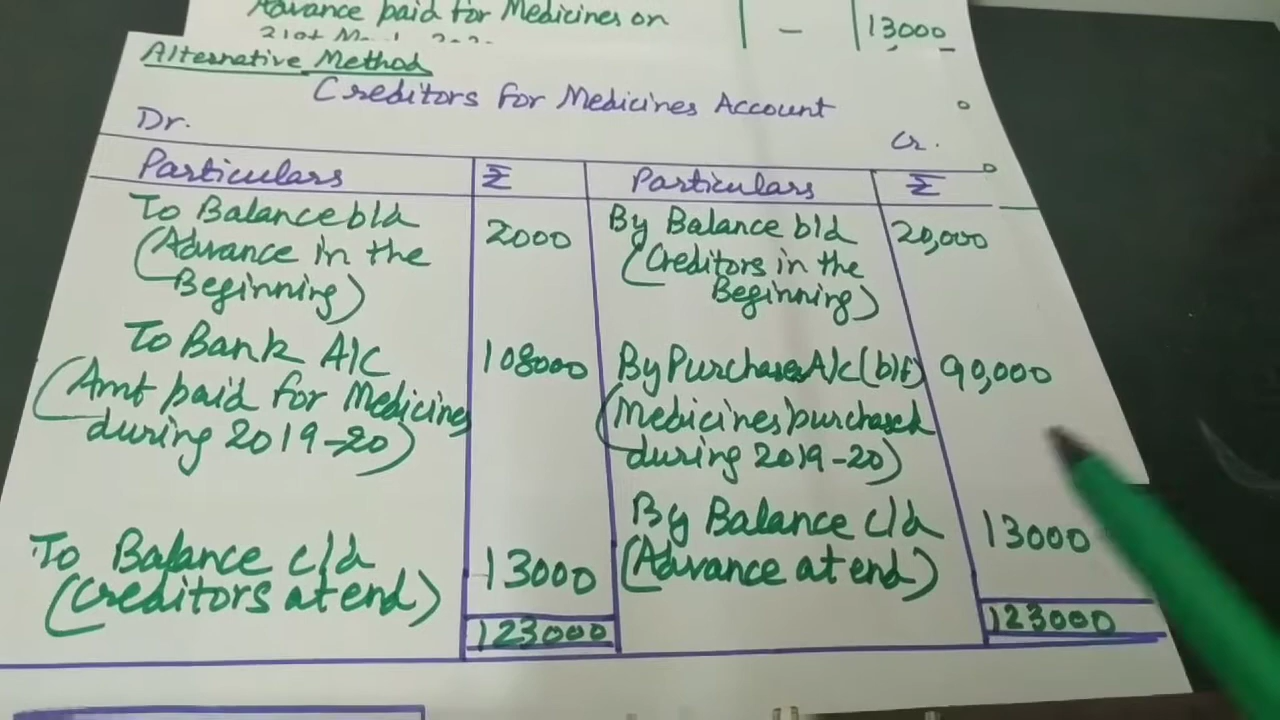 Advance paid for Medicines on
— 13000
Alternative Method
Creditors for Medicines Account
Dr.
Cr.
Particulars ₹ Particulars ₹
To Balance b/d 2000 By Balance b/d 20,000
(Advance in the (Creditors in the
Beginning) Beginning)
To Bank A/C 108000 By Purchases A/c (b/f) 90,000
(Amt paid for Medicines (Medicines purchased
during 2019-20) during 2019-20)
To Balance c/d 13000 By Balance c/d 13000
(Creditors at end) (Advance at end)
123000 123000